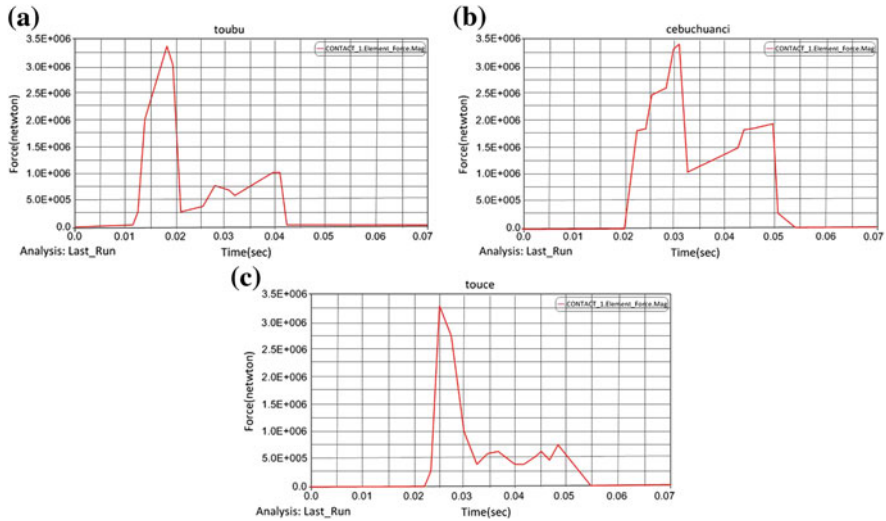 (a)
toubu
CONTACT_1.Element_Force.Mag
Force(netwton)
3.5E+006
3.0E+006
2.5E+006
2.0E+006
1.5E+006
1.0E+006
5.0E+005
0.0
0.0 0.01 0.02 0.03 0.04 0.05 0.06 0.07
Analysis: Last_Run
Time(sec)
(b)
cebuchuanci
CONTACT_1.Element_Force.Mag
Force(netwton)
3.5E+006
3.0E+006
2.5E+006
2.0E+006
1.5E+006
1.0E+006
5.0E+005
0.0
0.0 0.01 0.02 0.03 0.04 0.05 0.06 0.07
Analysis: Last_Run
Time(sec)
(c)
touce
CONTACT_1.Element_Force.Mag
Force(netwton)
3.5E+006
3.0E+006
2.5E+006
2.0E+006
1.5E+006
1.0E+006
5.0E+005
0.0
0.0 0.01 0.02 0.03 0.04 0.05 0.06 0.07
Analysis: Last_Run
Time(sec)